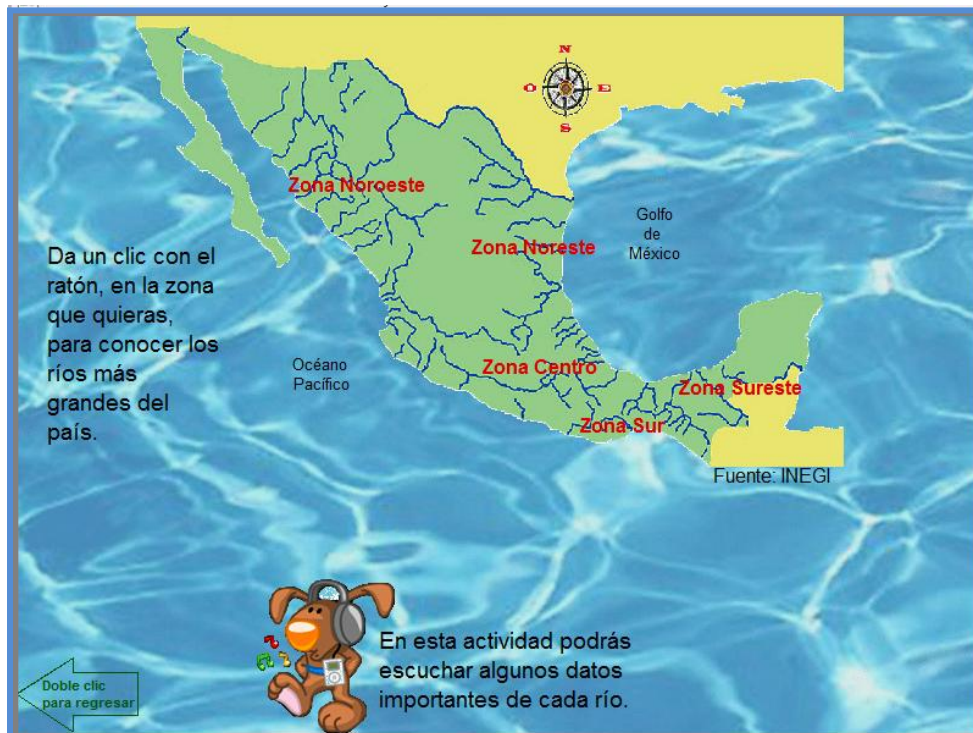 N
O
E
S
Zona Noroeste
Golfo
de
México
Zona Noreste
Da un clic con el
ratón, en la zona
que quieras,
para conocer los
ríos más
grandes del
país.
Océano
Pacífico
Zona Centro
Zona Sureste
Zona Sur
Fuente: INEGI
En esta actividad podrás
escuchar algunos datos
importantes de cada río.
Doble clic
para regresar